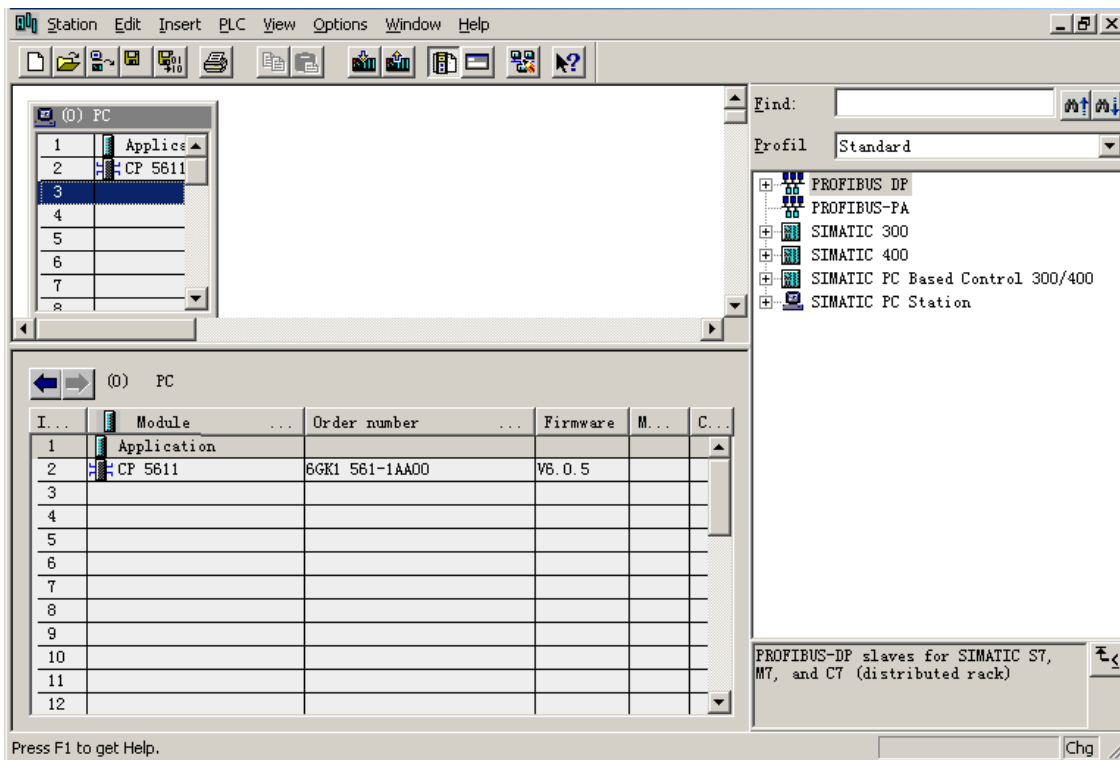 Station Edit Insert PLC View Options Window Help
(0) PC
1 Applica
2 CP 5611
3
4
5
6
7
8
Find:
Profil Standard
PROFIBUS DP
PROFIBUS-PA
SIMATIC 300
SIMATIC 400
SIMATIC PC Based Control 300/400
SIMATIC PC Station
(0) PC
I... Module ... Order number ... Firmware M... C...
1 Application
2 CP 5611 6GK1 561-1AA00 V6.0.5
3
4
5
6
7
8
9
10
11
12
PROFIBUS-DP slaves for SIMATIC S7,
M7, and C7 (distributed rack)
Press F1 to get Help.
Chg